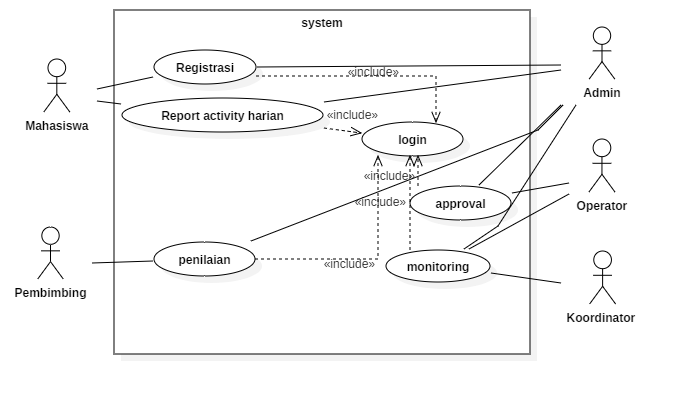 system
Registrasi
«include»
Admin
Report activity harian
«include»
Mahasiswa
login
«include»
approval
«include»
Operator
penilaian
«include»
monitoring
Pembimbing
Koordinator